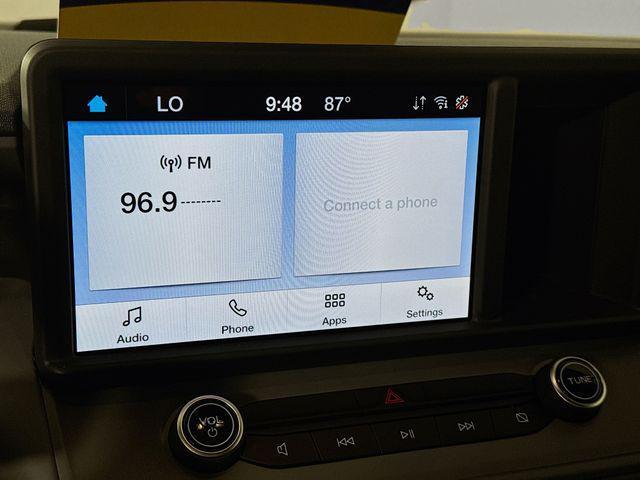 LO 9:48 87°
FM
96.9--------
Connect a phone
Audio Phone Apps Settings
VOL
TUNE